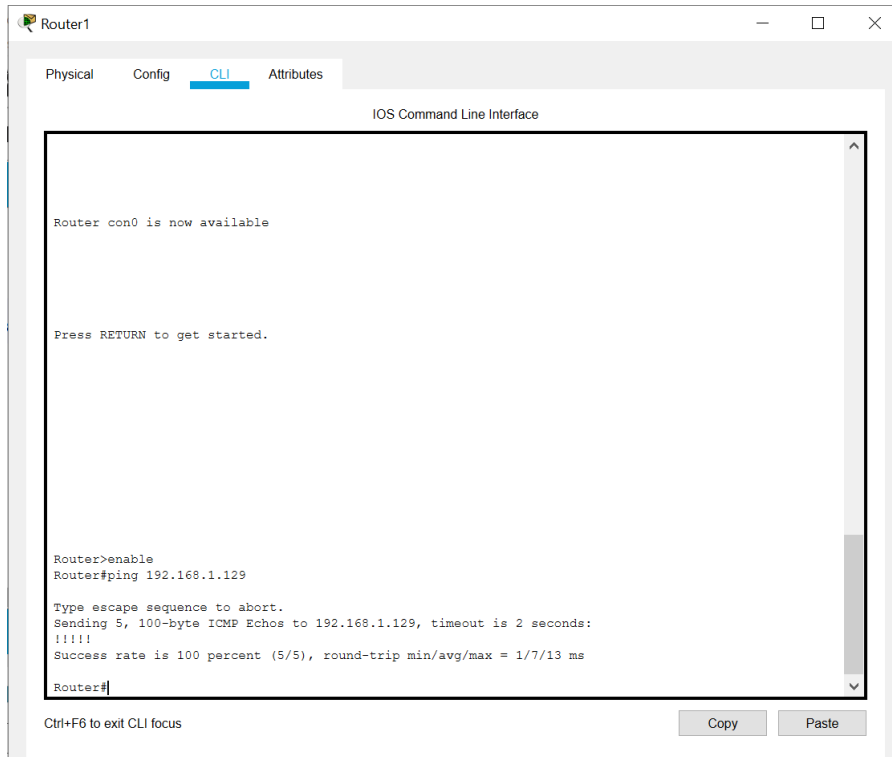 Router1
Physical Config CLI Attributes
IOS Command Line Interface
Router con0 is now available
Press RETURN to get started.
Router>enable
Router#ping 192.168.1.129
Type escape sequence to abort.
Sending 5, 100-byte ICMP Echos to 192.168.1.129, timeout is 2 seconds:
!!!!!
Success rate is 100 percent (5/5), round-trip min/avg/max = 1/7/13 ms
Router#
Ctrl+F6 to exit CLI focus
Copy Paste